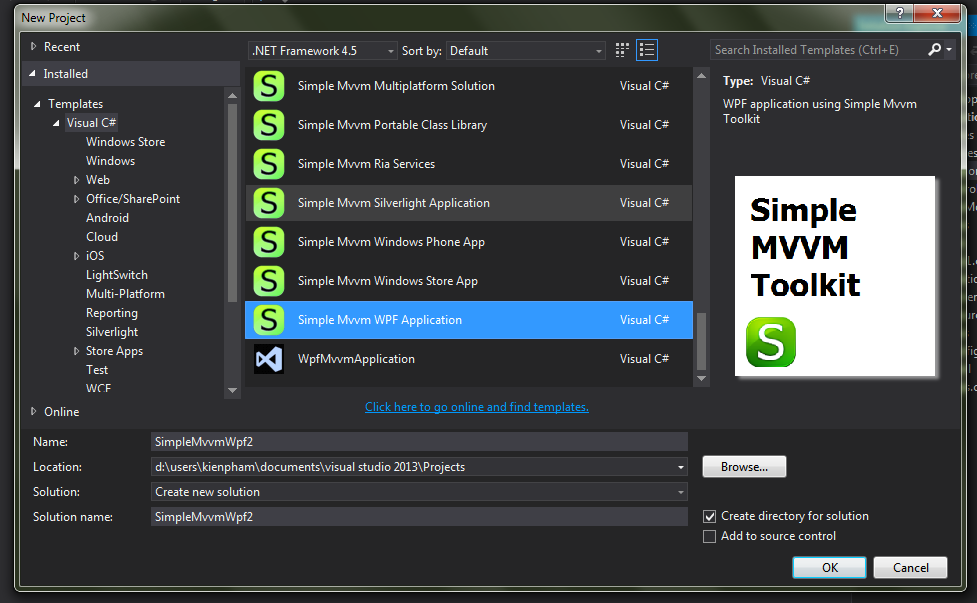 New Project
?
Recent
.NET Framework 4.5
Sort by:
Default
Search Installed Templates (Ctrl+E)
Installed
Templates
Visual C#
Windows Store
Windows
Web
Office/SharePoint
Android
Cloud
iOS
LightSwitch
Multi-Platform
Reporting
Silverlight
Store Apps
Test
WCF
Online
S Simple Mvvm Multiplatform Solution Visual C#
S Simple Mvvm Portable Class Library Visual C#
S Simple Mvvm Ria Services Visual C#
S Simple Mvvm Silverlight Application Visual C#
S Simple Mvvm Windows Phone App Visual C#
S Simple Mvvm Windows Store App Visual C#
S Simple Mvvm WPF Application Visual C#
WpfMvvmApplication Visual C#
Click here to go online and find templates.
Type: Visual C#
WPF application using Simple Mvvm
Toolkit
Simple
MVVM
Toolkit
S
Name: SimpleMvvmWpf2
Location: d:\users\kienpham\documents\visual studio 2013\Projects
Browse...
Solution: Create new solution
Solution name: SimpleMvvmWpf2
Create directory for solution
Add to source control
OK
Cancel